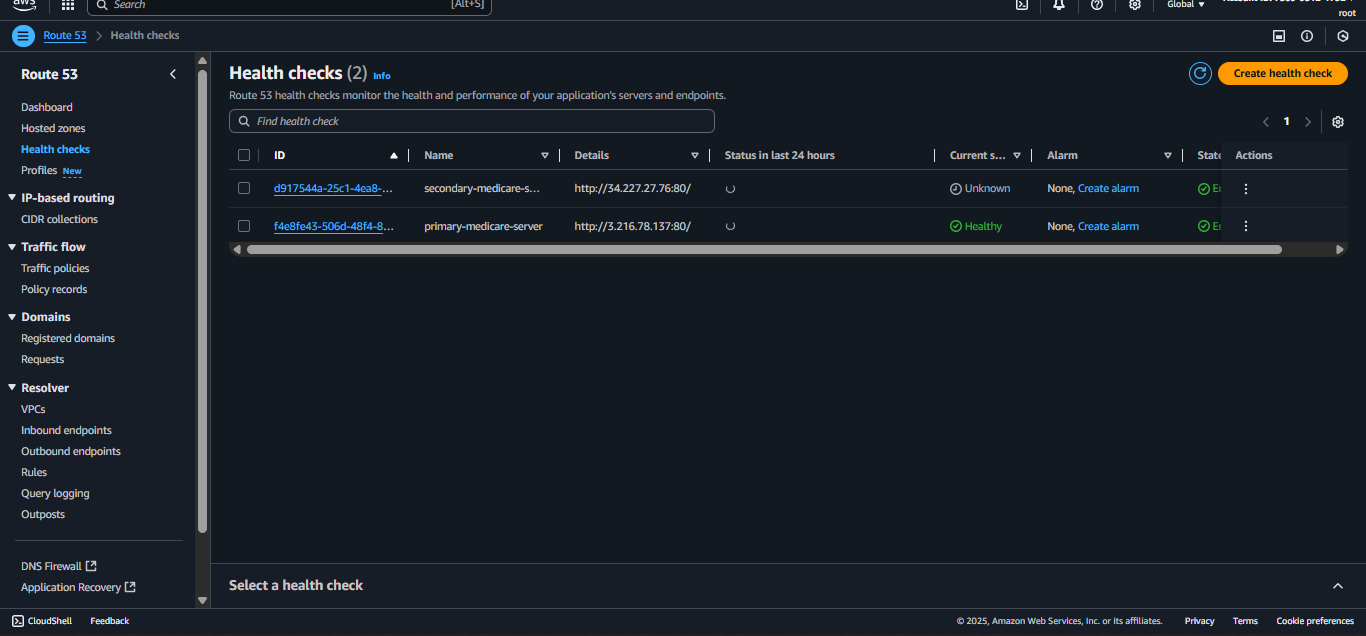 aws
Search
[Alt+S]
Global
root
Route 53
Health checks
Route 53
Dashboard
Hosted zones
Health checks
Profiles New
IP-based routing
CIDR collections
Traffic flow
Traffic policies
Policy records
Domains
Registered domains
Requests
Resolver
VPCs
Inbound endpoints
Outbound endpoints
Rules
Query logging
Outposts
DNS Firewall
Application Recovery
Health checks (2) Info
Create health check
Route 53 health checks monitor the health and performance of your application's servers and endpoints.
Find health check
1
ID Name Details Status in last 24 hours Current s... Alarm State Actions
d917544a-25c1-4ea8-... secondary-medicare-s... http://34.227.27.76:80/ Unknown None, Create alarm
f4e8fe43-506d-48f4-8... primary-medicare-server http://3.216.78.137:80/ Healthy None, Create alarm
Select a health check
CloudShell Feedback © 2025, Amazon Web Services, Inc. or its affiliates. Privacy Terms Cookie preferences